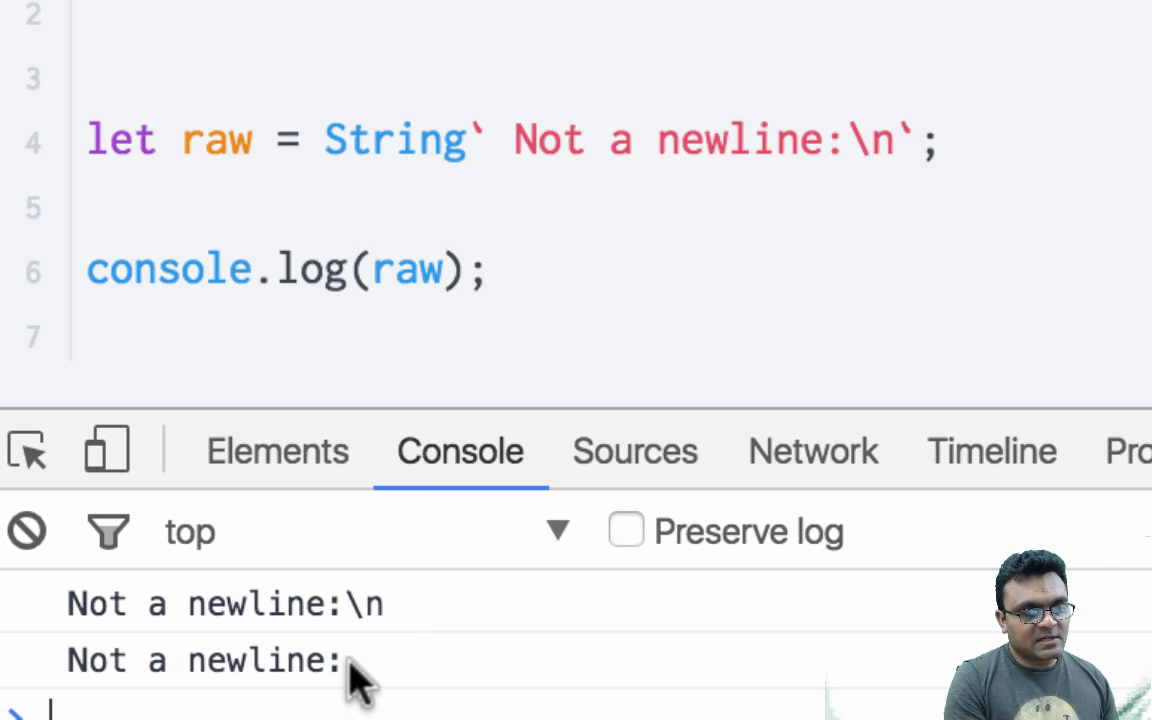 2
3
4 let raw = String` Not a newline:\n`;
5
6 console.log(raw);
7
Elements Console Sources Network Timeline Pro
top Preserve log
Not a newline:\n
Not a newline:
>